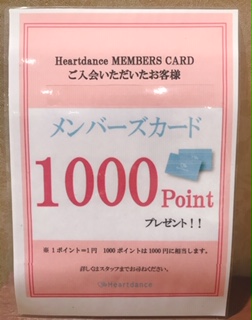 Heartdance MEMBERS CARD
ご入会いただいたお客様
メンバーズカード
1000 Point
プレゼント！！
※１ポイント＝1円　1000ポイントは1000円に相当します。
詳しくはスタッフまでお尋ねください。
Heartdance